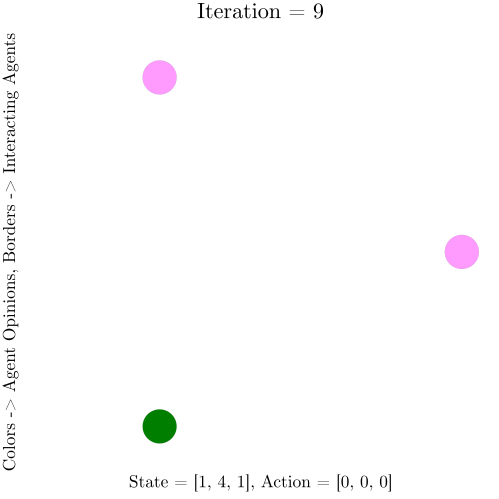 Iteration = 9
Colors -> Agent Opinions, Borders -> Interacting Agents
State = [1, 4, 1], Action = [0, 0, 0]